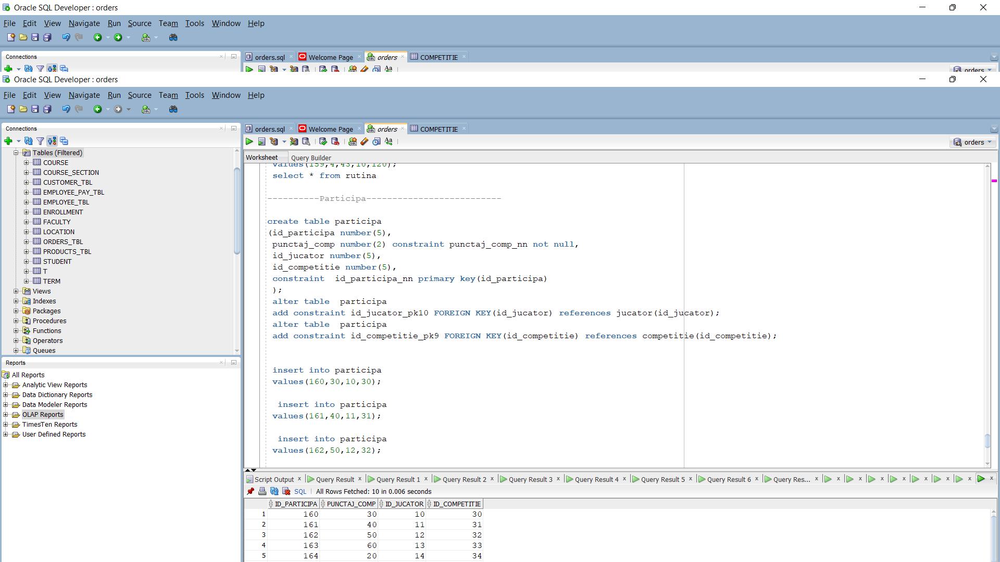 Oracle SQL Developer : orders
File Edit View Navigate Run Source Team Tools Window Help
Connections
orders.sql Welcome Page orders COMPETITIE
orders
Oracle SQL Developer : orders
File Edit View Navigate Run Source Team Tools Window Help
Connections
orders.sql Welcome Page orders COMPETITIE
orders
Tables (Filtered)
COURSE
COURSE_SECTION
CUSTOMER_TBL
EMPLOYEE_PAY_TBL
EMPLOYEE_TBL
ENROLLMENT
FACULTY
LOCATION
ORDERS_TBL
PRODUCTS_TBL
STUDENT
T
TERM
Views
Indexes
Packages
Procedures
Functions
Operators
Queues
Reports
All Reports
Analytic View Reports
Data Dictionary Reports
Data Modeler Reports
OLAP Reports
TimesTen Reports
User Defined Reports
Worksheet Query Builder
values(159,4,43,10,120);
select * from rutina
----------Participa--------------------------
create table participa
(id_participa number(5),
punctaj_comp number(2) constraint punctaj_comp_nn not null,
id_jucator number(5),
id_competitie number(5),
constraint  id_participa_nn primary key(id_participa)
);
alter table  participa
add constraint id_jucator_pk10 FOREIGN KEY(id_jucator) references jucator(id_jucator);
alter table  participa
add constraint id_competitie_pk9 FOREIGN KEY(id_competitie) references competitie(id_competitie);
insert into participa
values(160,30,10,30);
insert into participa
values(161,40,11,31);
insert into participa
values(162,50,12,32);
Script Output Query Result Query Result 1 Query Result 2 Query Result 3 Query Result 4 Query Result 5 Query Result 6 Query Res...
SQL All Rows Fetched: 10 in 0.006 seconds
ID_PARTICIPA PUNCTAJ_COMP ID_JUCATOR ID_COMPETITIE
1 160 30 10 30
2 161 40 11 31
3 162 50 12 32
4 163 60 13 33
5 164 20 14 34